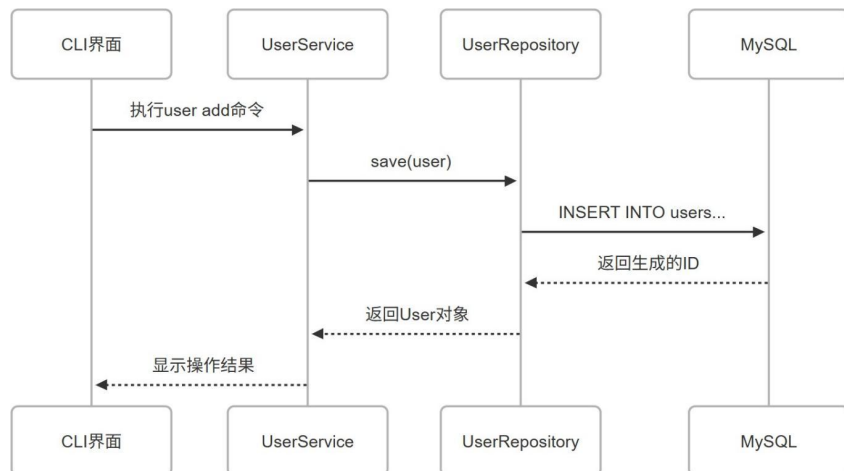 CLI界面
UserService
UserRepository
MySQL
执行user add命令
save(user)
INSERT INTO users...
返回生成的ID
返回User对象
显示操作结果
CLI界面
UserService
UserRepository
MySQL